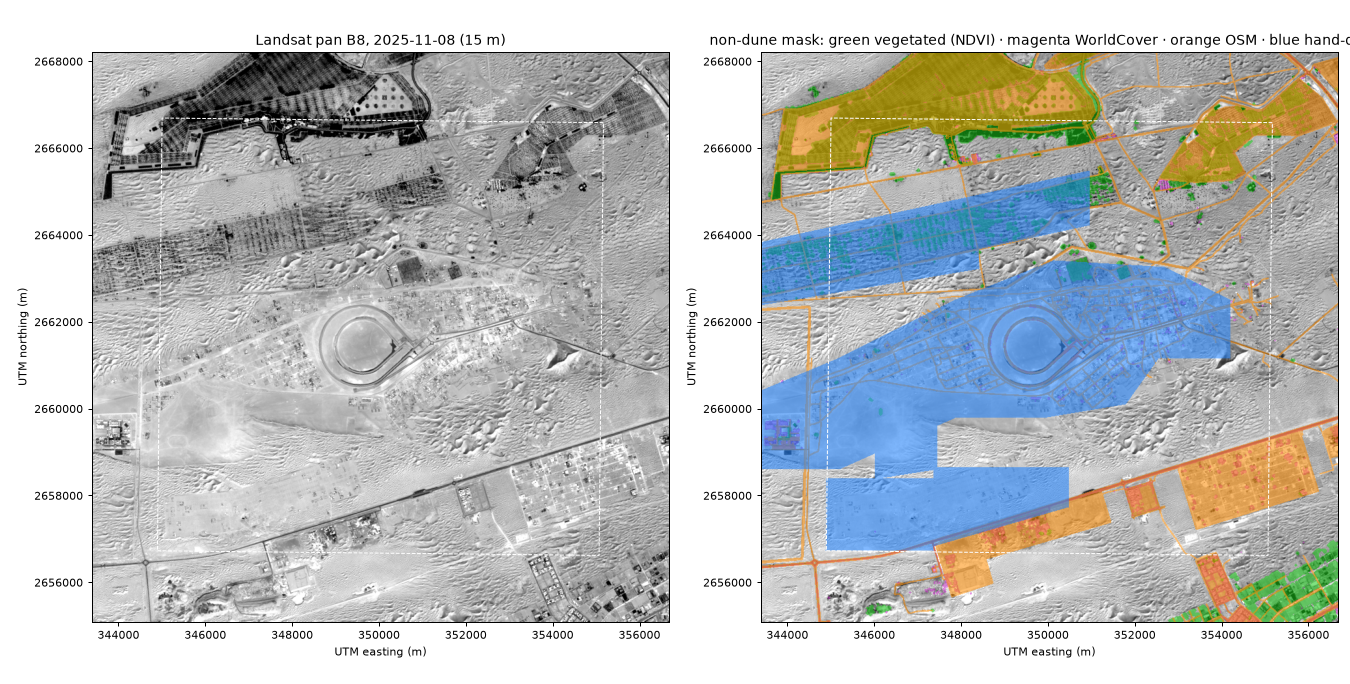 Landsat pan B8, 2025-11-08 (15 m)
non-dune mask: green vegetated (NDVI) · magenta WorldCover · orange OSM · blue hand-
2668000
2666000
2664000
2662000
2660000
2658000
2656000
UTM northing (m)
344000 346000 348000 350000 352000 354000 356000
UTM easting (m)
2668000
2666000
2664000
2662000
2660000
2658000
2656000
UTM northing (m)
344000 346000 348000 350000 352000 354000 356000
UTM easting (m)